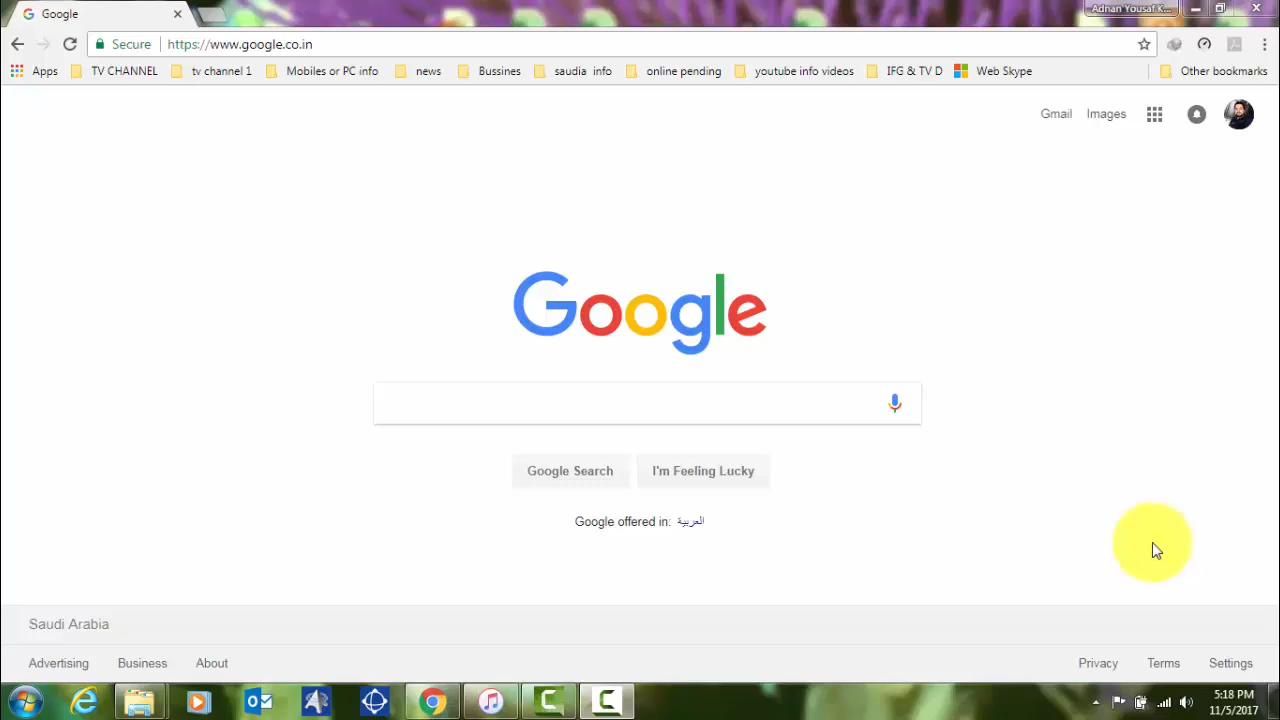 Google
Adnan Yousaf K...
Secure
https://www.google.co.in
Apps
TV CHANNEL
tv channel 1
Mobiles or PC info
news
Bussines
saudia info
online pending
youtube info videos
IFG & TV D
Web Skype
Other bookmarks
Gmail
Images
Google
Google Search
I'm Feeling Lucky
Google offered in: العربية
Saudi Arabia
Advertising
Business
About
Privacy
Terms
Settings
5:18 PM
11/5/2017